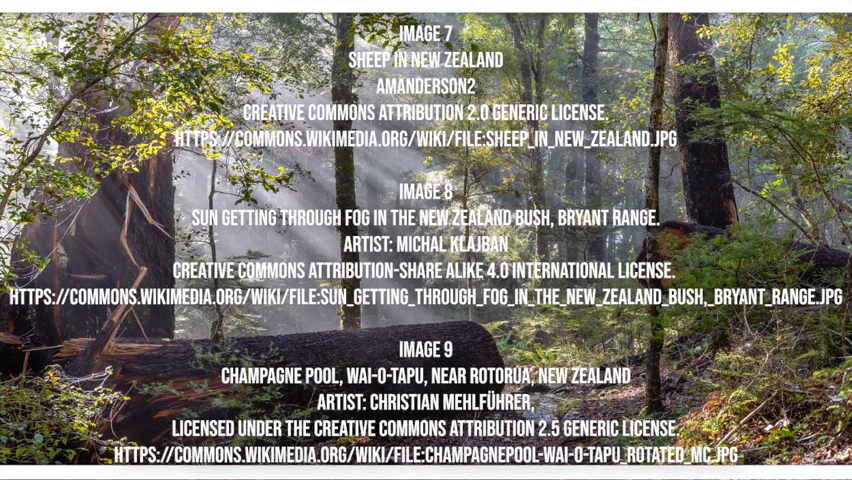 IMAGE 7
SHEEP IN NEW ZEALAND
AMANDERSON2
CREATIVE COMMONS ATTRIBUTION 2.0 GENERIC LICENSE.
HTTPS://COMMONS.WIKIMEDIA.ORG/WIKI/FILE:SHEEP_IN_NEW_ZEALAND.JPG
IMAGE 8
SUN GETTING THROUGH FOG IN THE NEW ZEALAND BUSH, BRYANT RANGE.
ARTIST: MICHAL KLAJBAN
CREATIVE COMMONS ATTRIBUTION-SHARE ALIKE 4.0 INTERNATIONAL LICENSE.
HTTPS://COMMONS.WIKIMEDIA.ORG/WIKI/FILE:SUN_GETTING_THROUGH_FOG_IN_THE_NEW_ZEALAND_BUSH,_BRYANT_RANGE.JPG
IMAGE 9
CHAMPAGNE POOL, WAI-O-TAPU, NEAR ROTORUA, NEW ZEALAND
ARTIST: CHRISTIAN MEHLFÜHRER,
LICENSED UNDER THE CREATIVE COMMONS ATTRIBUTION 2.5 GENERIC LICENSE.
HTTPS://COMMONS.WIKIMEDIA.ORG/WIKI/FILE:CHAMPAGNEPOOL-WAI-O-TAPU_ROTATED_MC.JPG